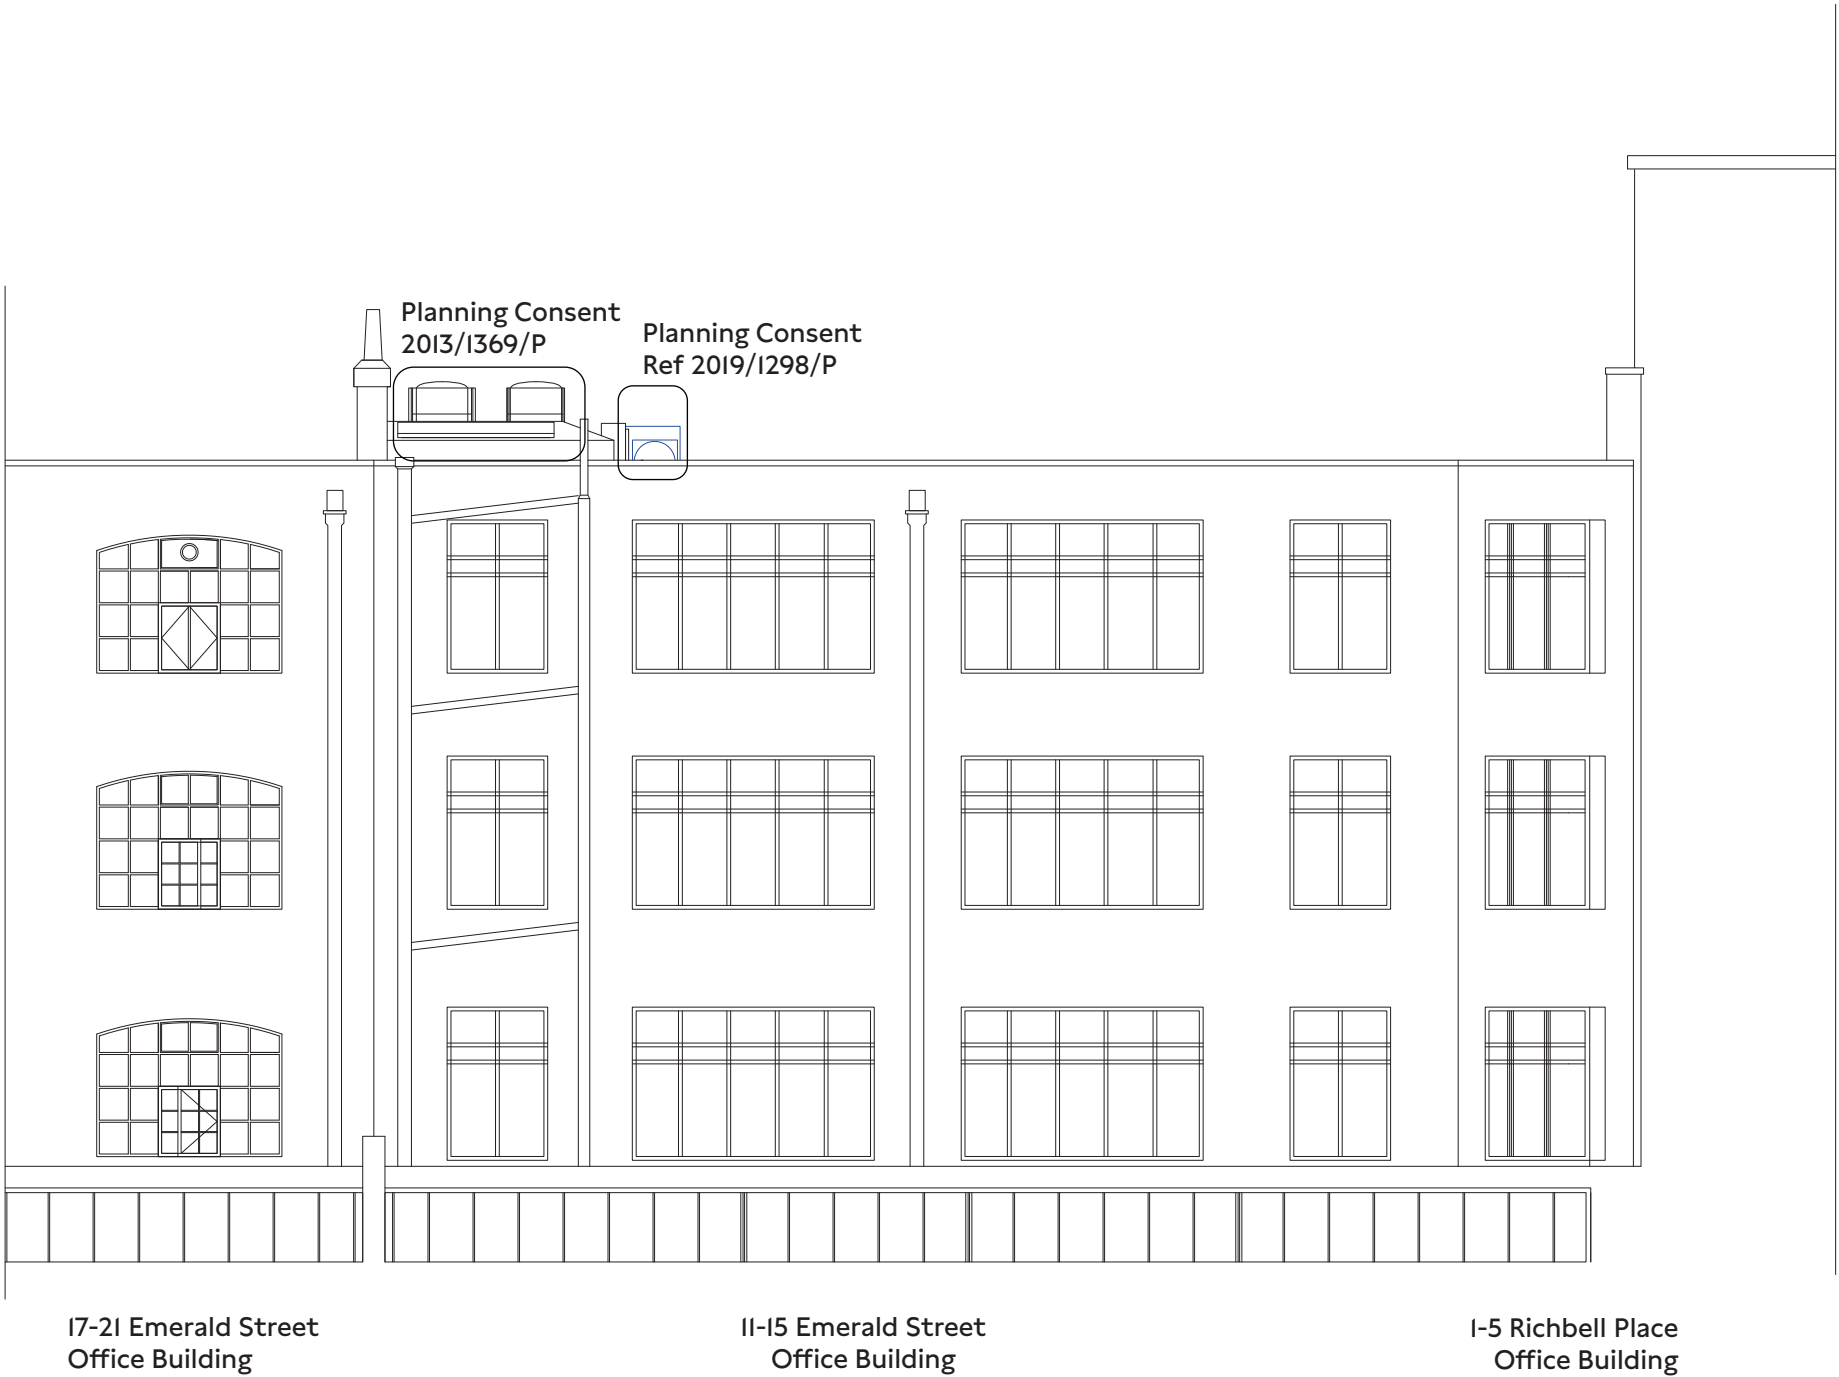 Planning Consent
2013/1369/P
Planning Consent
Ref 2019/1298/P
17-21 Emerald Street
Office Building
11-15 Emerald Street
Office Building
1-5 Richbell Place
Office Building